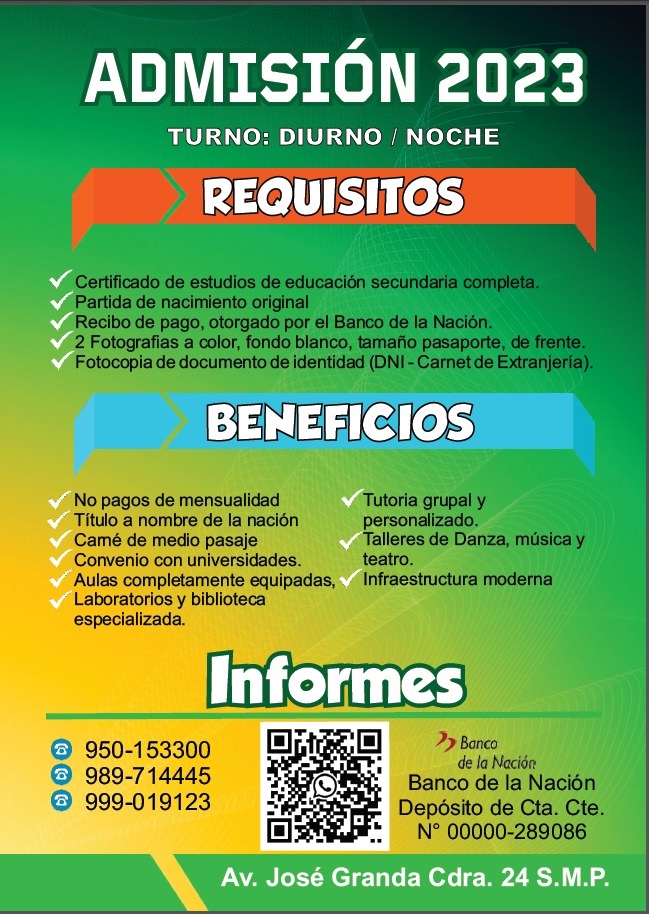 ADMISIÓN 2023
TURNO: DIURNO / NOCHE
REQUISITOS
Certificado de estudios de educación secundaria completa.
Partida de nacimiento original
Recibo de pago, otorgado por el Banco de la Nación.
2 Fotografias a color, fondo blanco, tamaño pasaporte, de frente.
Fotocopia de documento de identidad (DNI - Carnet de Extranjería).
BENEFICIOS
No pagos de mensualidad
Título a nombre de la nación
Carné de medio pasaje
Convenio con universidades.
Aulas completamente equipadas,
Laboratorios y biblioteca
especializada.
Tutoria grupal y
personalizado.
Talleres de Danza, música y
teatro.
Infraestructura moderna
Informes
950-153300
989-714445
999-019123
Banco
de la Nación
Banco de la Nación
Depósito de Cta. Cte.
N° 00000-289086
Av. José Granda Cdra. 24 S.M.P.